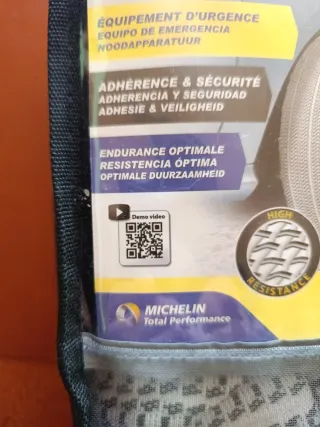 ÉQUIPEMENT D'URGENCE
EQUIPO DE EMERGENCIA
NOODAPPARATUUR
ADHÉRENCE & SÉCURITÉ
ADHERENCIA Y SEGURIDAD
ADHESIE & VEILIGHEID
ENDURANCE OPTIMALE
RESISTENCIA ÓPTIMA
OPTIMALE DUURZAAMHEID
Demo video
HIGH
RESISTANCE
MICHELIN
Total Performance